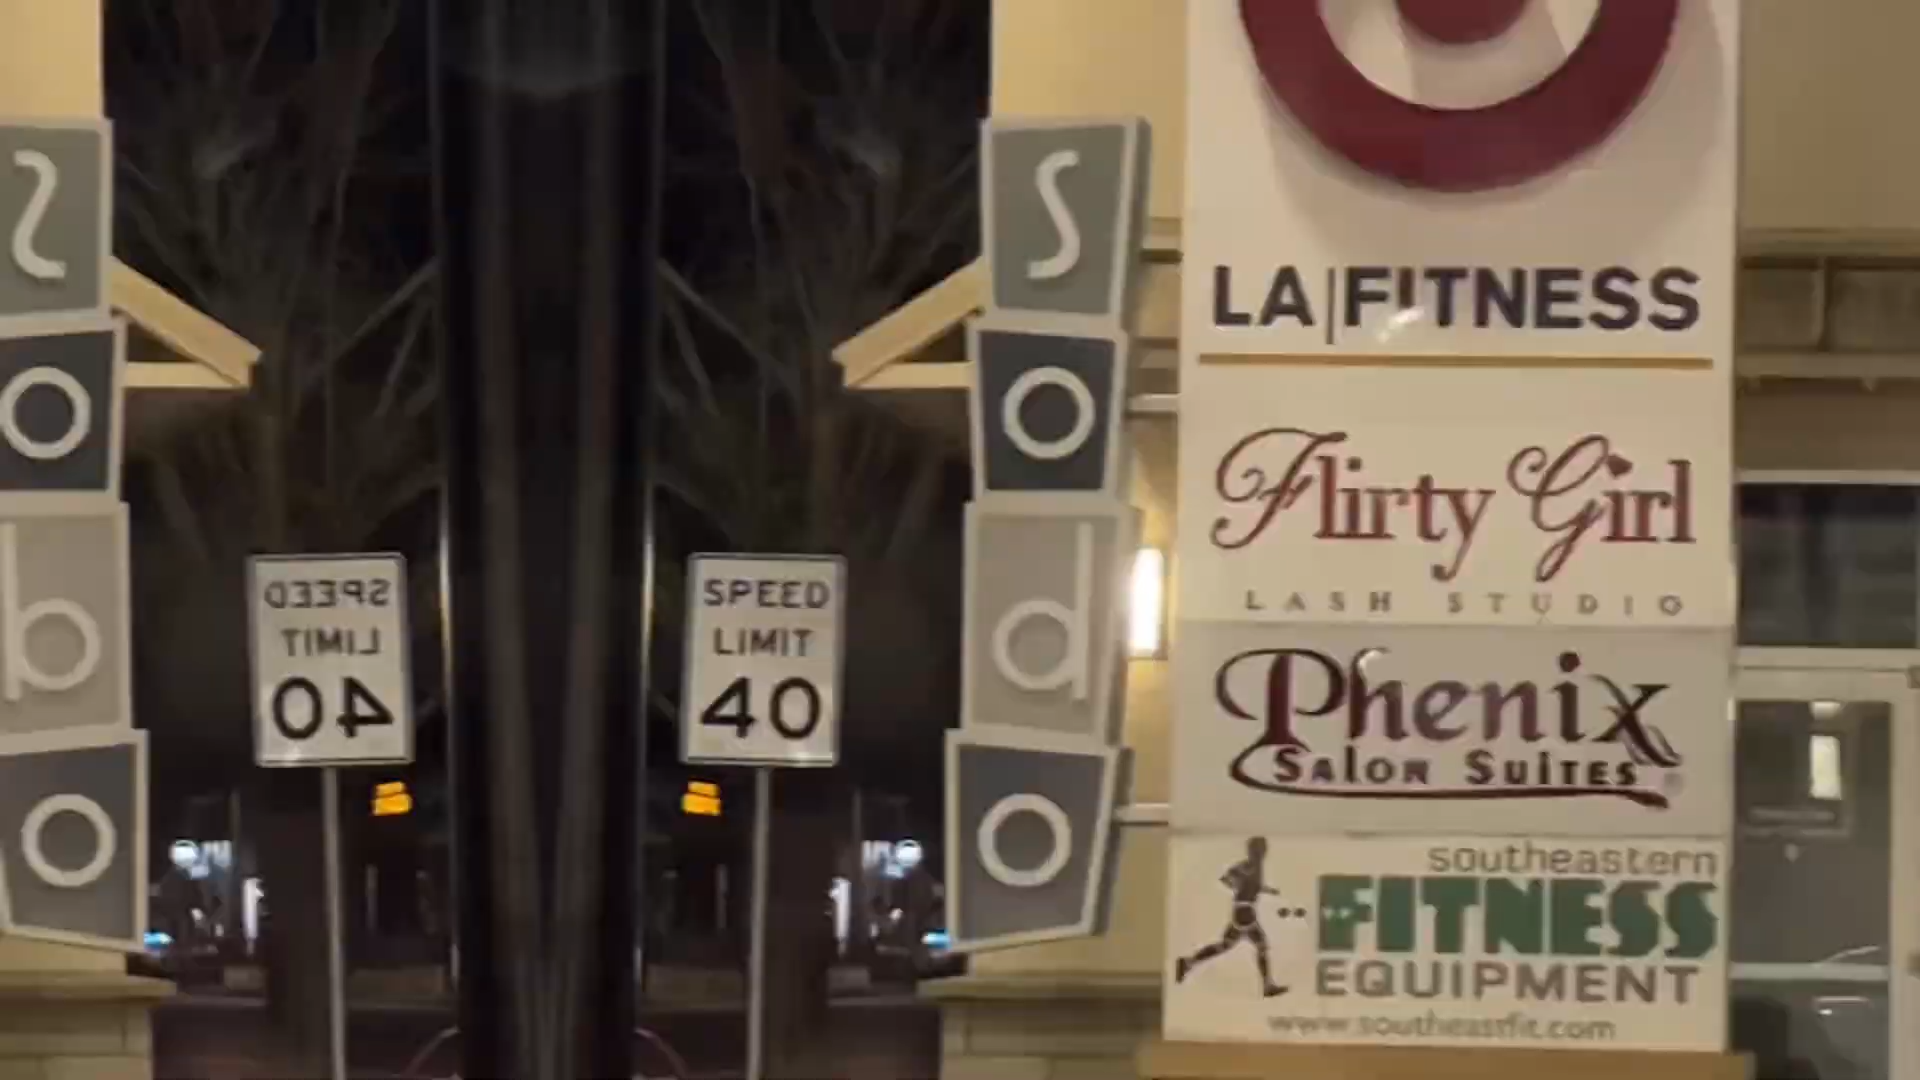 S
o
b
o
SPEED
LIMIT
40
SPEED
LIMIT
40
S
o
d
o
LA|FITNESS
Flirty Girl
LASH STUDIO
Phenix
SALON SUITES
southeastern
FITNESS
EQUIPMENT
www.southeastfit.com